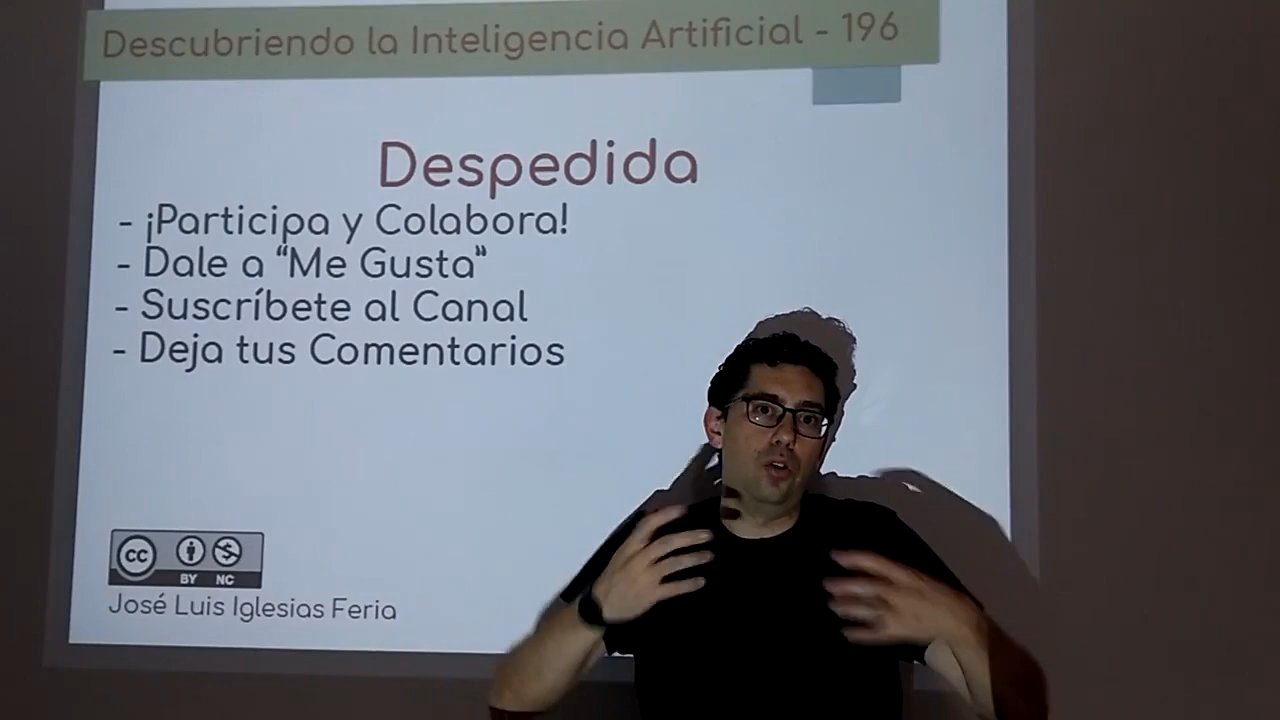 Descubriendo la Inteligencia Artificial - 196
Despedida
- ¡Participa y Colabora!
- Dale a “Me Gusta”
- Suscríbete al Canal
- Deja tus Comentarios
cc
BY NC
José Luis Iglesias Feria